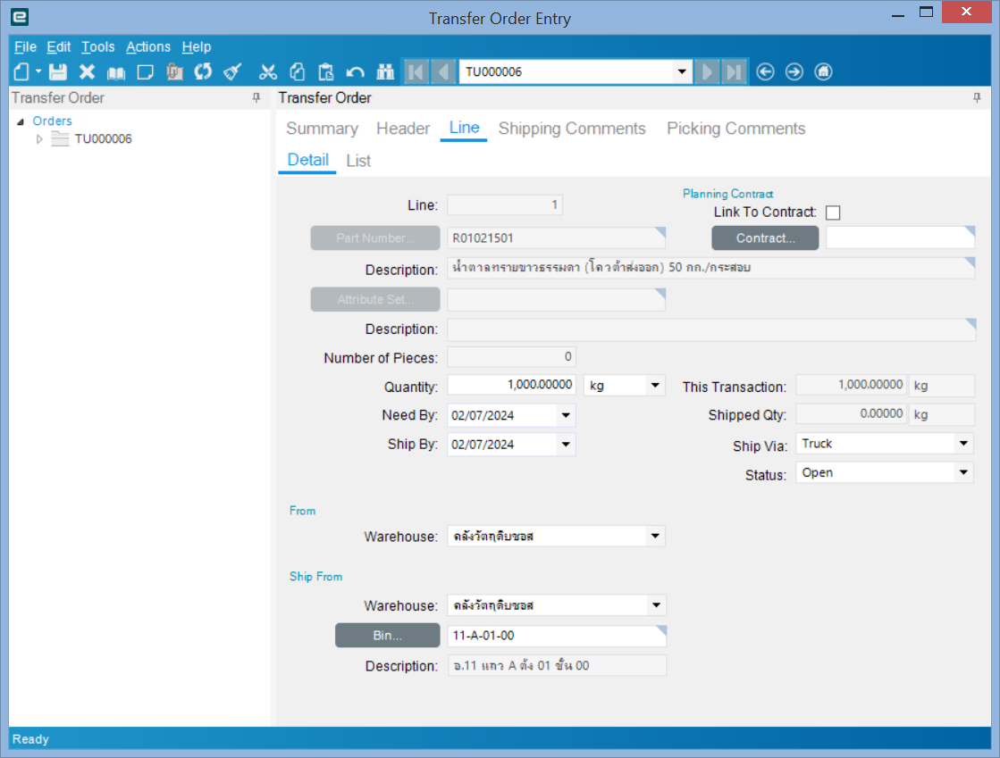 Transfer Order Entry
File Edit Tools Actions Help
TU000006
Transfer Order
Orders
TU000006
Transfer Order
Summary Header Line Shipping Comments Picking Comments
Detail List
Line: 1
Planning Contract
Link To Contract:
Part Number... R01021501
Contract...
Description: น้ำตาลทรายขาวธรรมดา (โควต้าส่งออก) 50 กก./กระสอบ
Attribute Set...
Description:
Number of Pieces: 0
Quantity: 1,000.00000 kg This Transaction: 1,000.00000 kg
Need By: 02/07/2024 Shipped Qty: 0.00000 kg
Ship By: 02/07/2024 Ship Via: Truck
Status: Open
From
Warehouse: คลังวัตถุดิบซอส
Ship From
Warehouse: คลังวัตถุดิบซอส
Bin... 11-A-01-00
Description: อ.11 แถว A ตั้ง 01 ชั้น 00
Ready